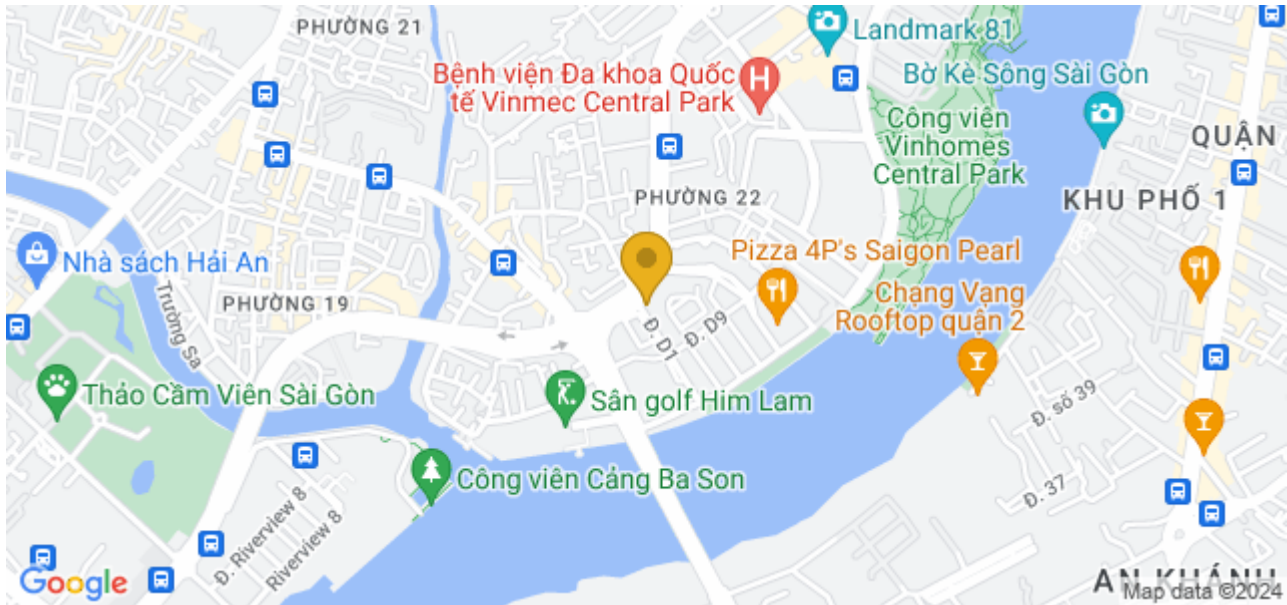 PHƯỜNG 21
Landmark 81
Bệnh viện Đa khoa Quốc
tế Vinmec Central Park
Bờ Kè Sông Sài Gòn
Công viên
Vinhomes
Central Park
QUẬN
PHƯỜNG 22
KHU PHỐ 1
Nhà sách Hải An
Trường Sa
PHƯỜNG 19
Pizza 4P's Saigon Pearl
Chạng Vạng
Rooftop quận 2
Đ. D1
Đ. D9
Thảo Cầm Viên Sài Gòn
Sân golf Him Lam
Đ. số 39
Công viên Cảng Ba Son
Đ. 37
Đ. Riverview 8
Riverview 8
Google
AN KHÁNH
Map data ©2024